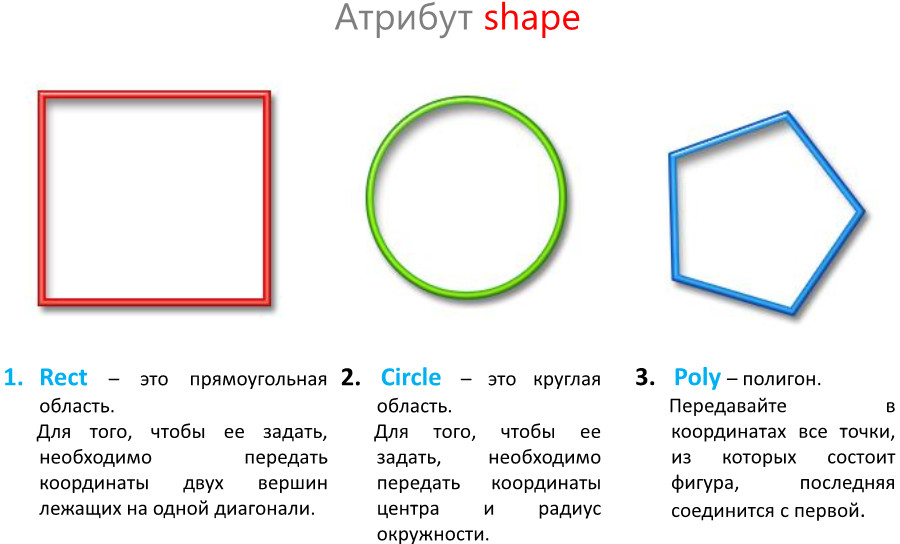 Атрибут shape
1. Rect – это прямоугольная
область.
Для того, чтобы ее задать,
необходимо передать
координаты двух вершин
лежащих на одной диагонали.
2. Circle – это круглая
область.
Для того, чтобы ее
задать, необходимо
передать координаты
центра и радиус
окружности.
3. Poly – полигон.
Передавайте в
координатах все точки,
из которых состоит
фигура, последняя
соединится с первой.